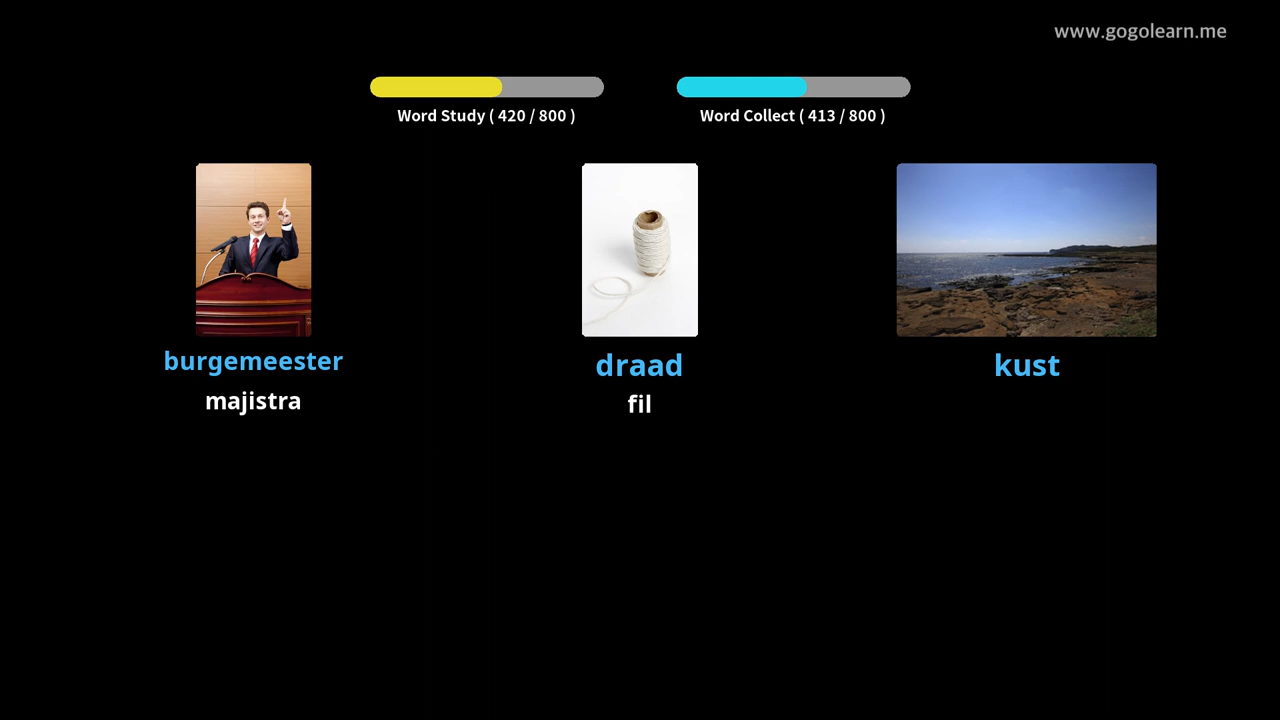 www.gogolearn.me
Word Study ( 420 / 800 )
Word Collect ( 413 / 800 )
burgemeester
majistra
draad
fil
kust